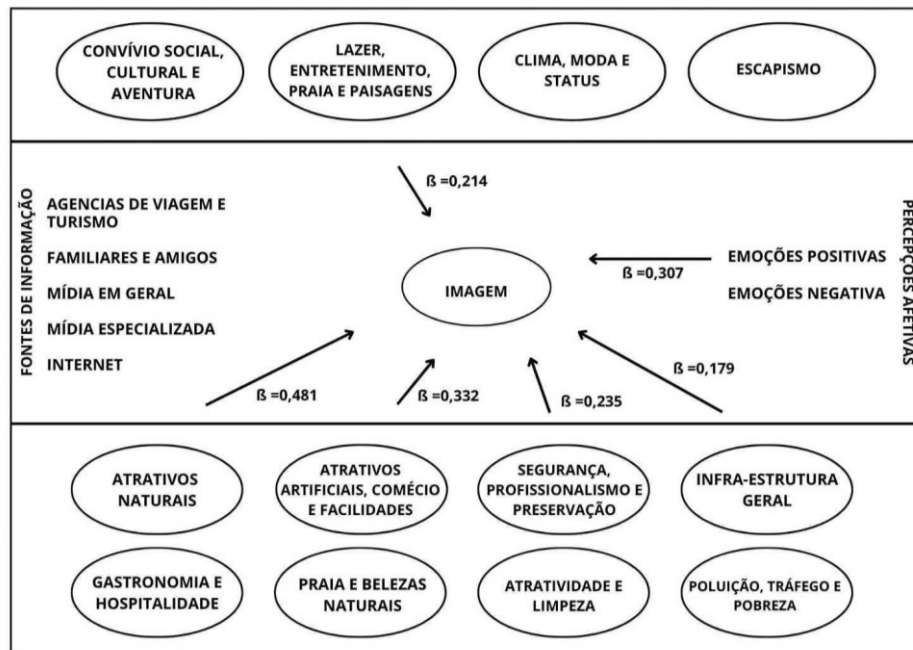 CONVÍVIO SOCIAL,
CULTURAL E
AVENTURA
LAZER,
ENTRETENIMENTO,
PRAIA E PAISAGENS
CLIMA, MODA E
STATUS
ESCAPISMO
FONTES DE INFORMAÇÃO
AGENCIAS DE VIAGEM E
TURISMO
FAMILIARES E AMIGOS
MÍDIA EM GERAL
MÍDIA ESPECIALIZADA
INTERNET
ß =0,214
IMAGEM
ß =0,307
EMOÇÕES POSITIVAS
EMOÇÕES NEGATIVA
PERCEPÇÕES AFETIVAS
ß =0,481
ß =0,332
ß =0,235
ß =0,179
ATRATIVOS
NATURAIS
ATRATIVOS
ARTIFICIAIS, COMÉCIO
E FACILIDADES
SEGURANÇA,
PROFISSIONALISMO E
PRESERVAÇÃO
INFRA-ESTRUTURA
GERAL
GASTRONOMIA E
HOSPITALIDADE
PRAIA E BELEZAS
NATURAIS
ATRATIVIDADE E
LIMPEZA
POLUIÇÃO, TRÁFEGO E
POBREZA